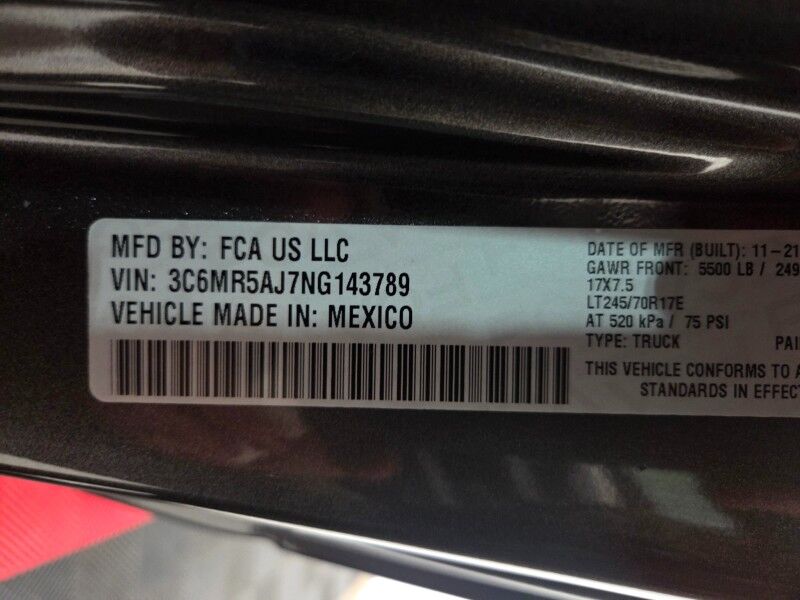 MFD BY: FCA US LLC
VIN: 3C6MR5AJ7NG143789
VEHICLE MADE IN: MEXICO
DATE OF MFR (BUILT): 11-21
GAWR FRONT: 5500 LB / 249
17X7.5
LT245/70R17E
AT 520 kPa / 75 PSI
TYPE: TRUCK PAI
THIS VEHICLE CONFORMS TO A
STANDARDS IN EFFECT